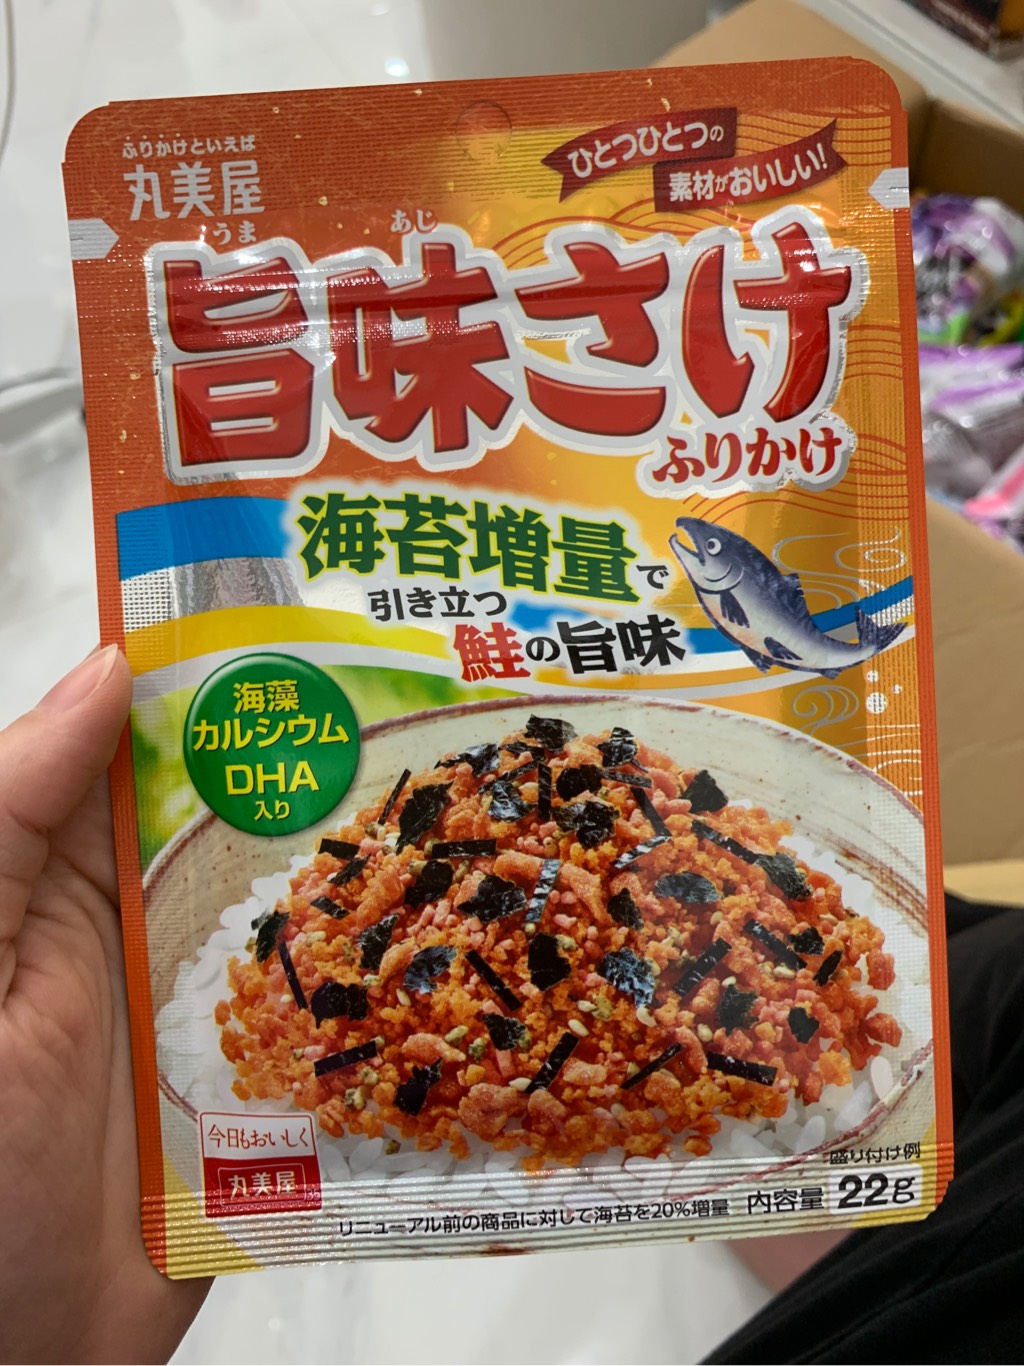 ふりかけといえば
丸美屋
ひとつひとつの
素材がおいしい!
うま あじ
旨味さけ
ふりかけ
海苔増量で
引き立つ
鮭の旨味
海藻
カルシウム
DHA
入り
今日もおいしく
丸美屋
盛り付け例
リニューアル前の商品に対して海苔を20%増量 内容量 22g